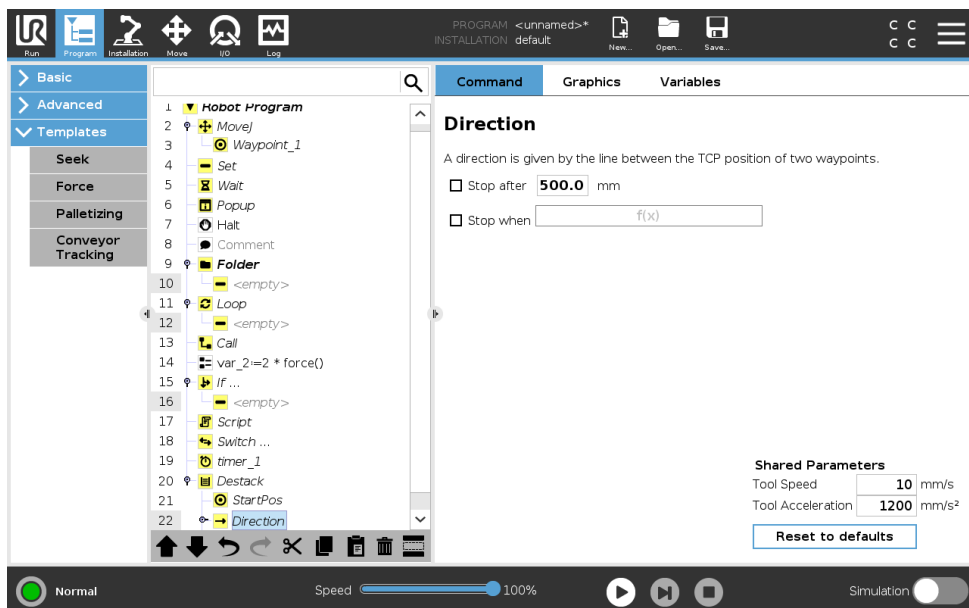 UR
PROGRAM <unnamed>*
INSTALLATION default
Run
Program
Installation
Move
I/O
Log
New...
Open...
Save...
C C
C C
Basic
Advanced
Templates
Seek
Force
Palletizing
Conveyor
Tracking
1 Robot Program
2 MoveJ
3 Waypoint_1
4 Set
5 Wait
6 Popup
7 Halt
8 Comment
9 Folder
10 <empty>
11 Loop
12 <empty>
13 Call
14 var_2:=2 * force()
15 If ...
16 <empty>
17 Script
18 Switch ...
19 timer_1
20 Destack
21 StartPos
22 Direction
Command
Graphics
Variables
Direction
A direction is given by the line between the TCP position of two waypoints.
Stop after 500.0 mm
Stop when f(x)
Shared Parameters
Tool Speed 10 mm/s
Tool Acceleration 1200 mm/s²
Reset to defaults
Normal
Speed 100%
Simulation